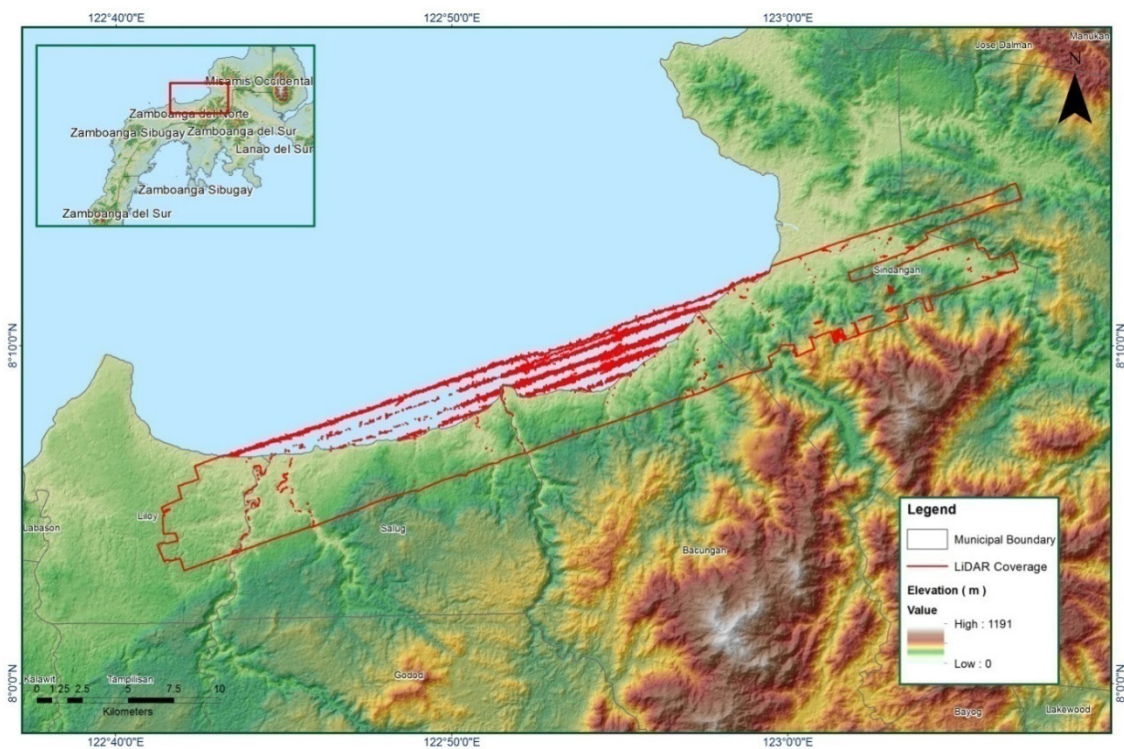 122°40'0"E
122°50'0"E
123°0'0"E
Misamis Occidental
Zamboanga del Norte
Zamboanga Sibugay
Zamboanga del Sur
Lanao del Sur
Zamboanga Sibugay
Zamboanga del Sur
Jose Dalman
Manukan
N
Sindangan
8°10'0"N
8°10'0"N
Labason
Liloy
Salug
Bacungan
Godod
Kalawit
Tampilisan
Bayog
Lakewood
8°0'0"N
8°0'0"N
Legend
Municipal Boundary
LiDAR Coverage
Elevation ( m )
Value
High : 1191
Low : 0
0 1.25 2.5 5 7.5 10
Kilometers
122°40'0"E
122°50'0"E
123°0'0"E